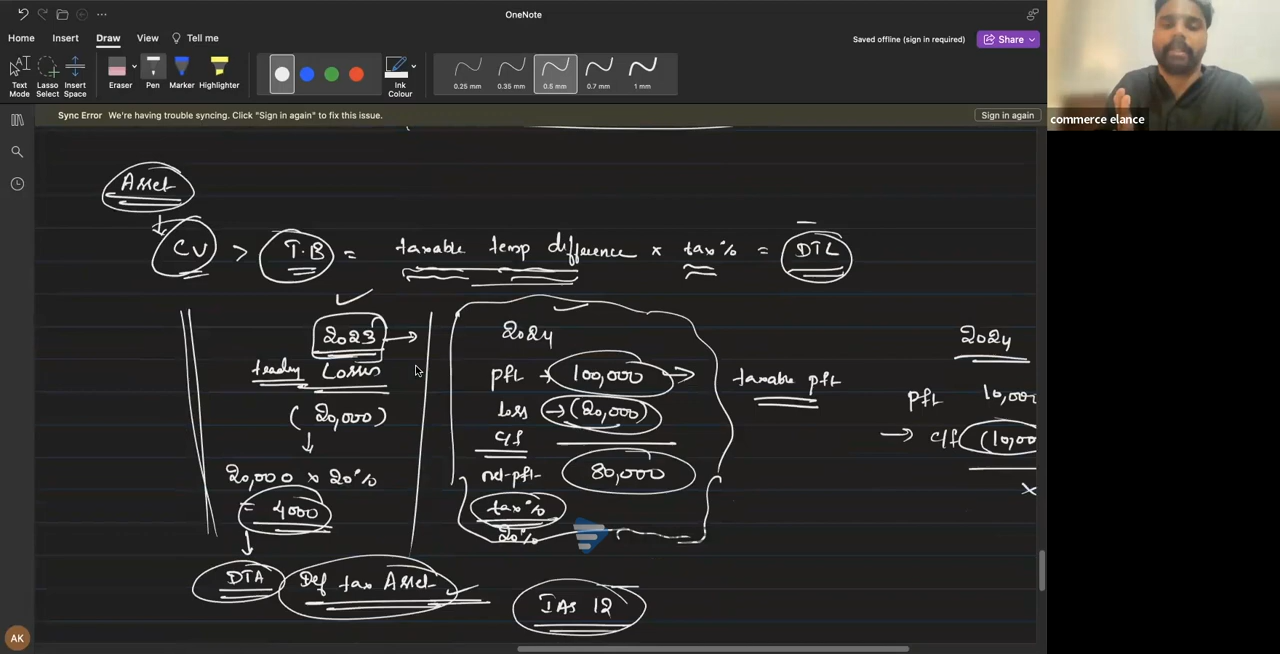 OneNote
Home Insert Draw View Tell me
Saved offline (sign in required) Share
Text Mode Lasso Select Insert Space Eraser Pen Marker Highlighter Ink Colour 0.25 mm 0.35 mm 0.5 mm 0.7 mm 1 mm
Sync Error We're having trouble syncing. Click "Sign in again" to fix this issue. Sign in again
commerce elance
Asset
CV > T.B = taxable temp difference × tax% = DTL
2023
trading Losses
(20,000)
20,000 × 20%
= 4000
DTA Def tax Asset
2024
pft → 100,000 →
loss → (20,000)
c/f
net-pft- 80,000
tax%
20%
taxable pft
IAS 12
2024
pft 10,00
→ c/f (10,00
×
AK